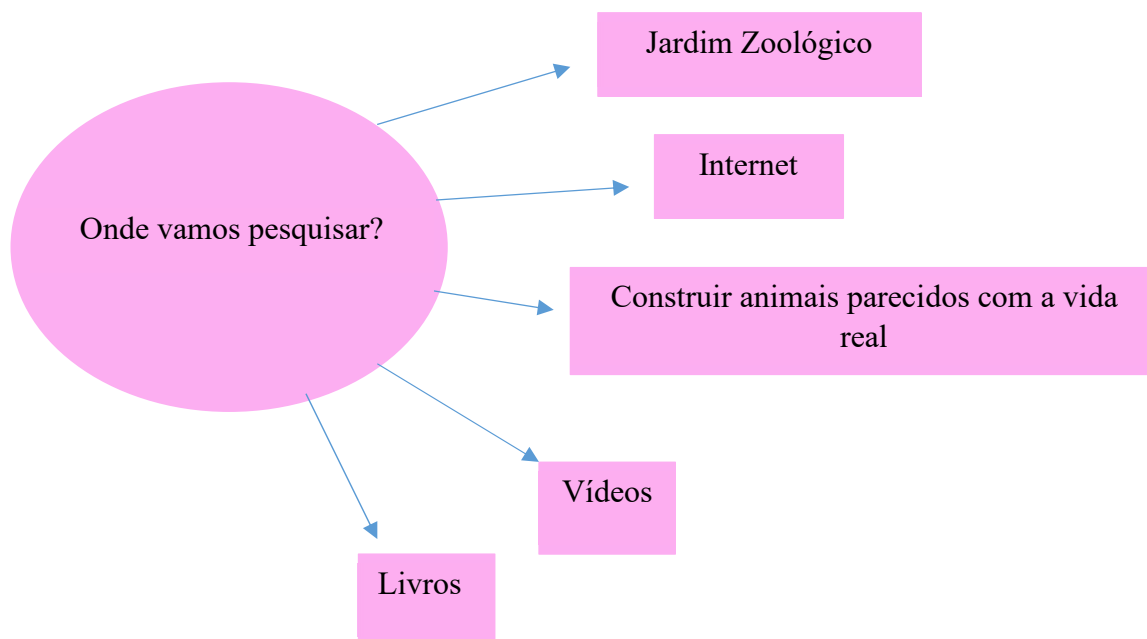 Jardim Zoológico
Internet
Onde vamos pesquisar?
Construir animais parecidos com a vida
real
Vídeos
Livros